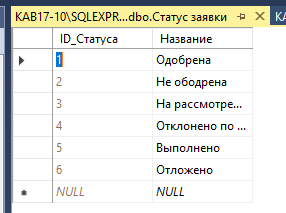 KAB17-10\SQLEXPR...dbo.Статус заявки
ID_Статуса Название
1 Одобрена
2 Не ободрена
3 На рассмотре...
4 Отклонено по ...
5 Выполнено
6 Отложено
NULL NULL